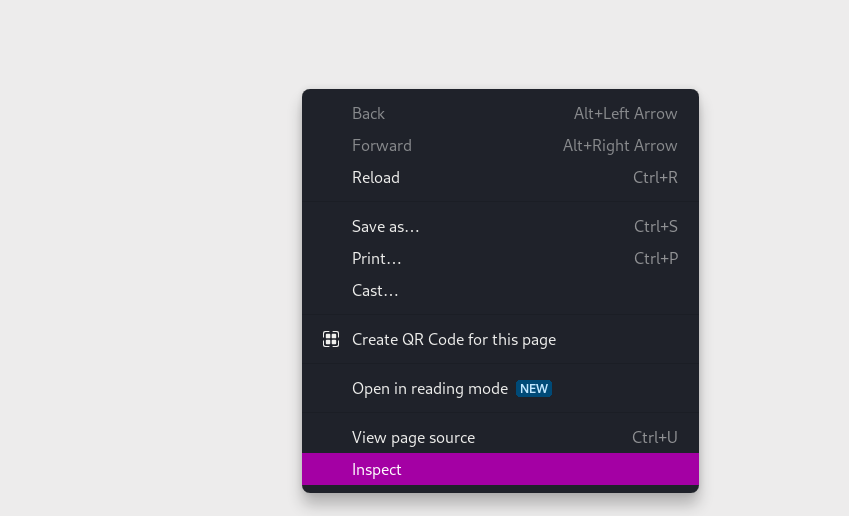 Back Alt+Left Arrow
Forward Alt+Right Arrow
Reload Ctrl+R
Save as… Ctrl+S
Print… Ctrl+P
Cast…
Create QR Code for this page
Open in reading mode NEW
View page source Ctrl+U
Inspect